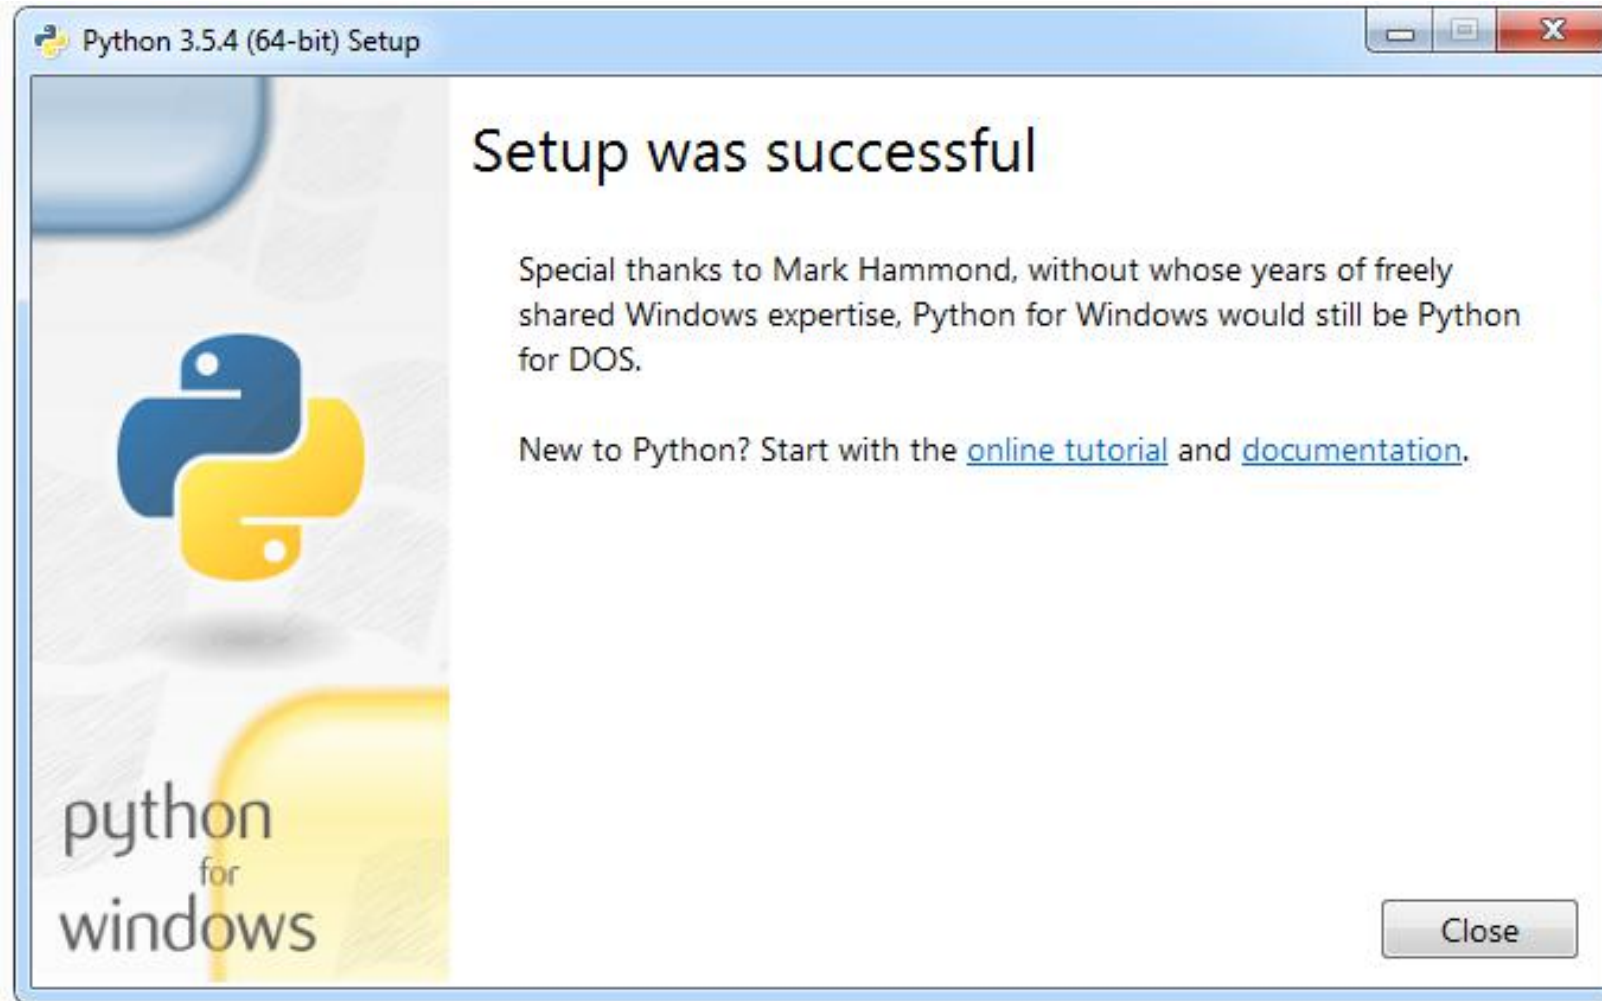 Python 3.5.4 (64-bit) Setup
Setup was successful
Special thanks to Mark Hammond, without whose years of freely
shared Windows expertise, Python for Windows would still be Python
for DOS.
New to Python? Start with the online tutorial and documentation.
python
for
windows
Close